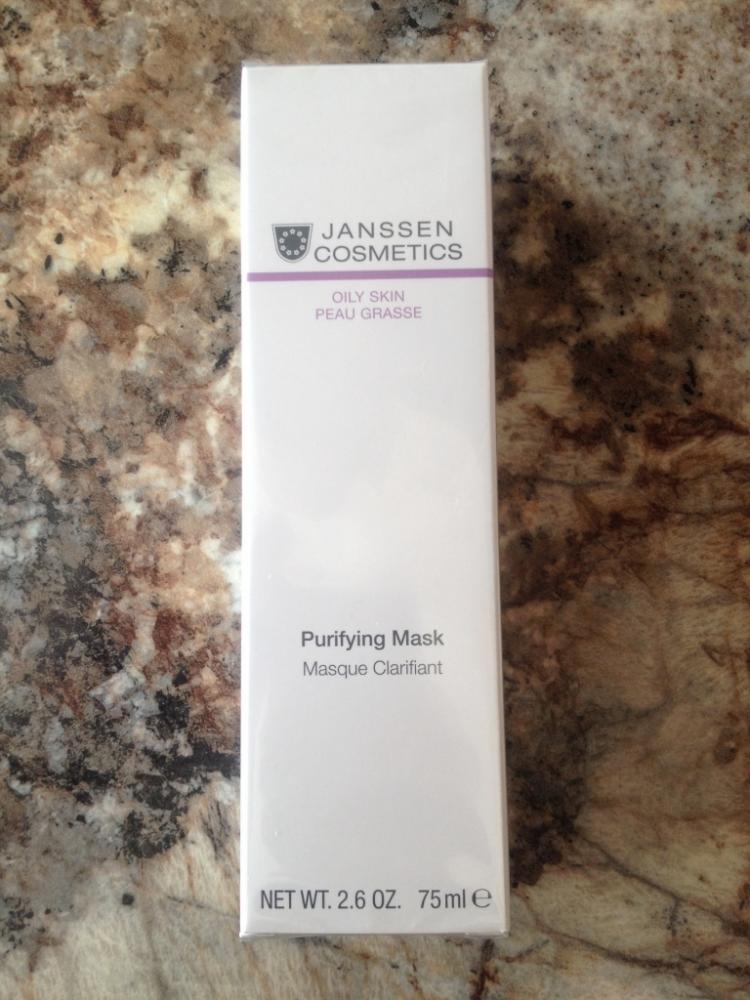 JANSSEN
COSMETICS
OILY SKIN
PEAU GRASSE
Purifying Mask
Masque Clarifiant
NET WT. 2.6 OZ. 75ml ℮